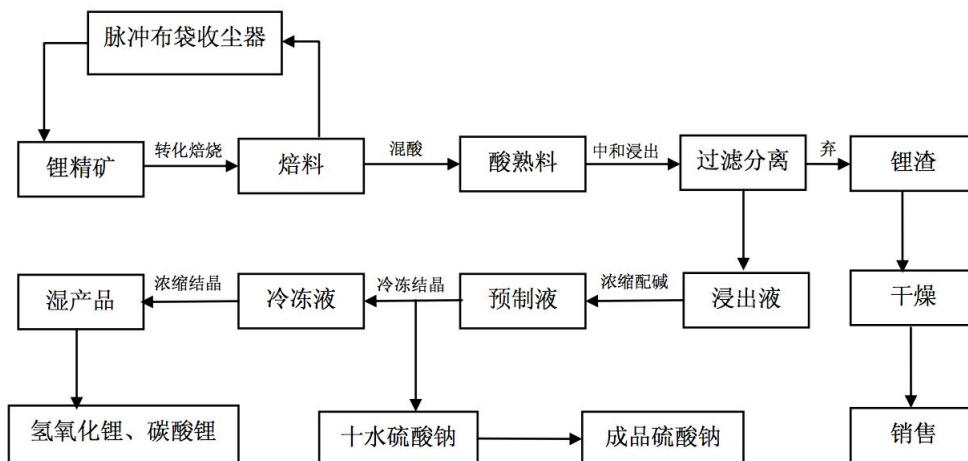 脉冲布袋收尘器
锂精矿
转化焙烧
焙料
混酸
酸熟料
中和浸出
过滤分离
弃
锂渣
湿产品
浓缩结晶
冷冻液
冷冻结晶
预制液
浓缩配碱
浸出液
干燥
氢氧化锂、碳酸锂
十水硫酸钠
成品硫酸钠
销售